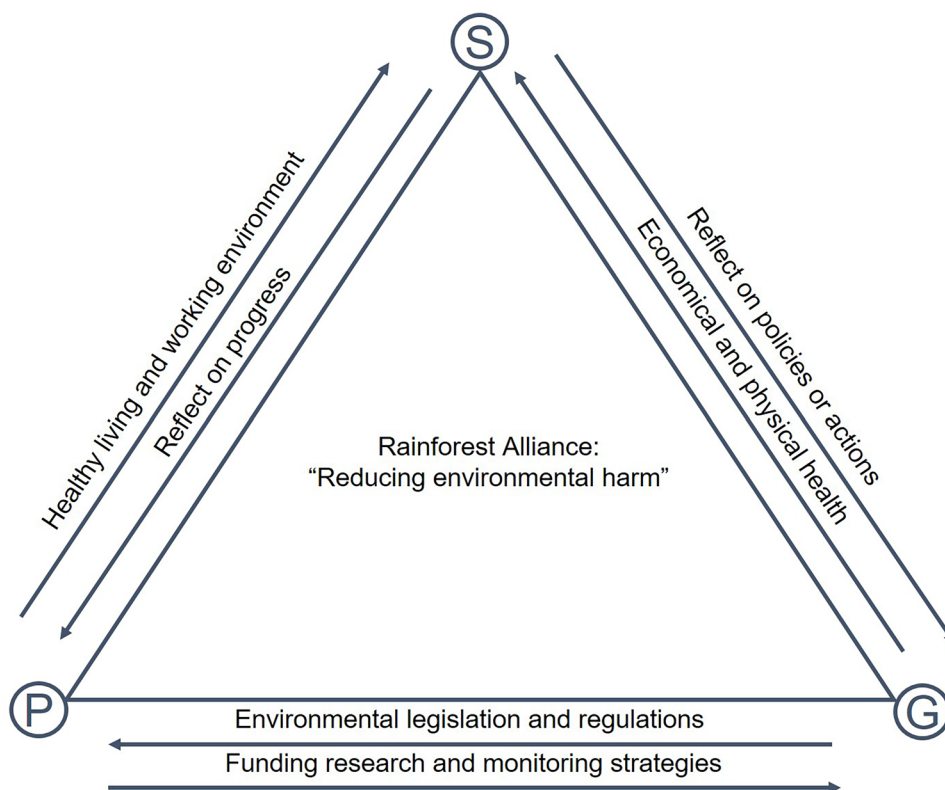 S
Healthy living and working environment
Reflect on progress
Reflect on policies or actions
Economical and physical health
Rainforest Alliance:
“Reducing environmental harm”
P
G
Environmental legislation and regulations
Funding research and monitoring strategies